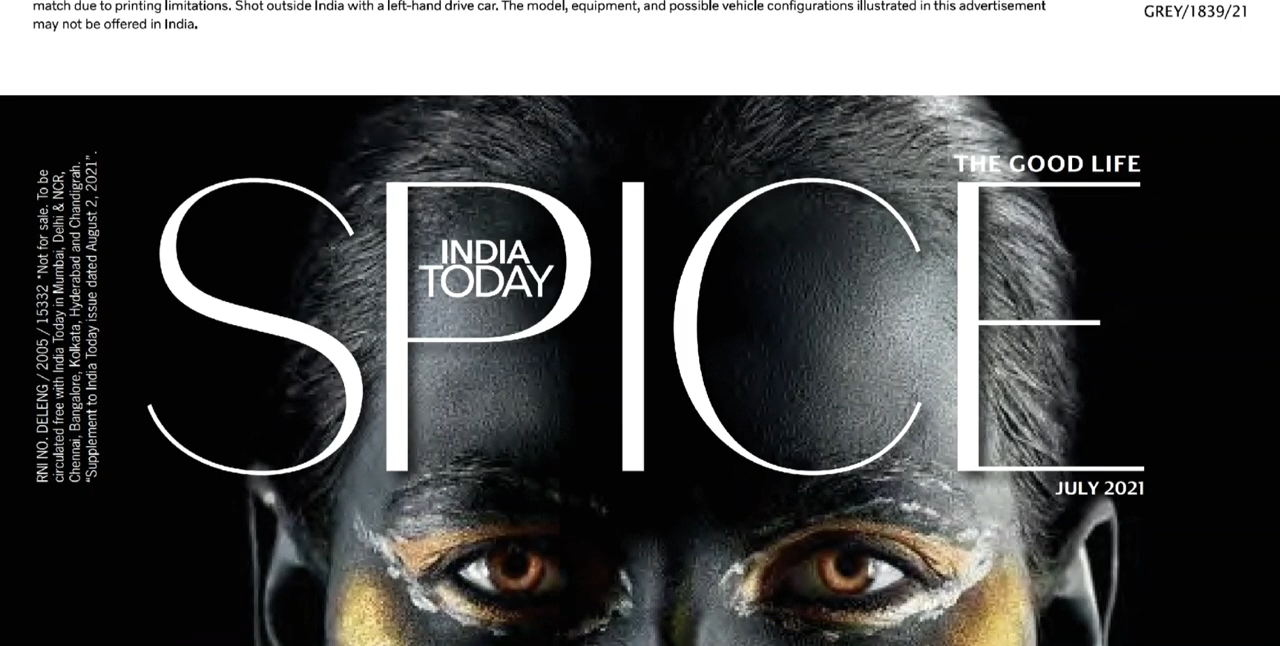 match due to printing limitations. Shot outside India with a left-hand drive car. The model, equipment, and possible vehicle configurations illustrated in this advertisement
may not be offered in India.
GREY/1839/21
RNI NO. DELENG / 2005 / 15332 *Not for sale. To be
circulated free with India Today in Mumbai, Delhi & NCR,
Chennai, Bangalore, Kolkata, Hyderabad and Chandigrah.
"Supplement to India Today issue dated August 2, 2021".
THE GOOD LIFE
SPICE
INDIA
TODAY
JULY 2021